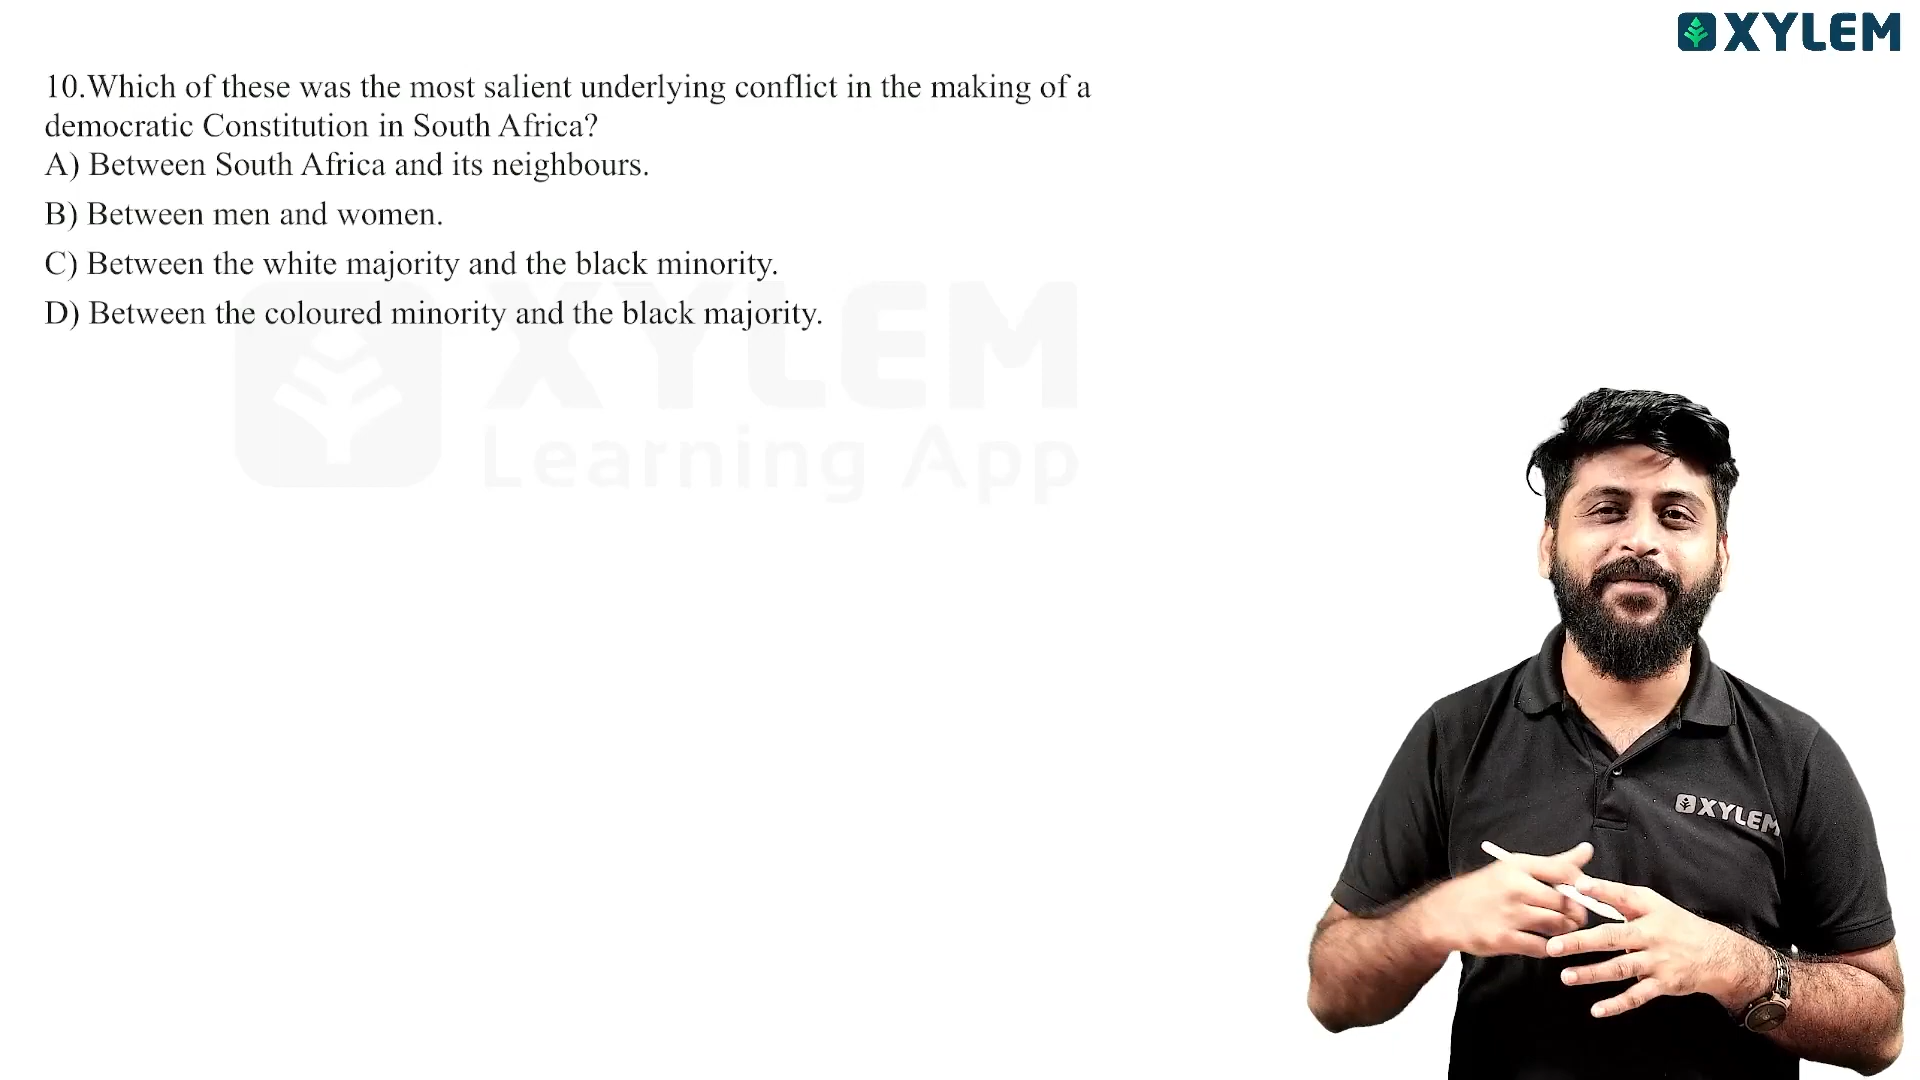 XYLEM
10.Which of these was the most salient underlying conflict in the making of a
democratic Constitution in South Africa?
A) Between South Africa and its neighbours.
B) Between men and women.
C) Between the white majority and the black minority.
D) Between the coloured minority and the black majority.
XYLEM
Learning App
XYLEM